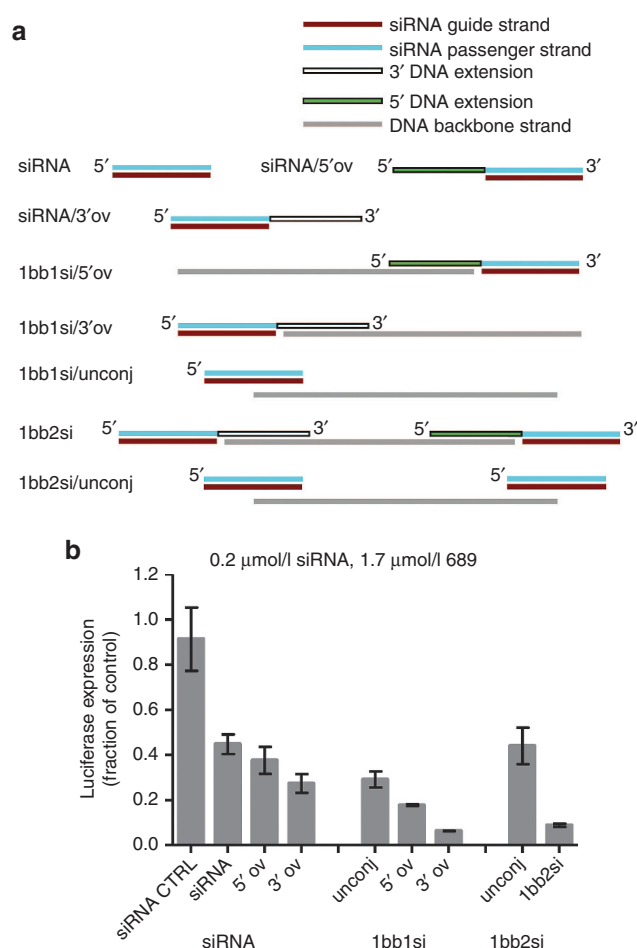 a
siRNA guide strand
siRNA passenger strand
3′ DNA extension
5′ DNA extension
DNA backbone strand
siRNA 5′ siRNA/5′ov 5′ 3′
siRNA/3′ov 5′ 3′
1bb1si/5′ov 5′ 3′
1bb1si/3′ov 5′ 3′
1bb1si/unconj 5′
1bb2si 5′ 3′ 5′ 3′
1bb2si/unconj 5′ 5′
b
0.2 μmol/l siRNA, 1.7 μmol/l 689
Luciferase expression
(fraction of control)
1.2
1.0
0.8
0.6
0.4
0.2
0.0
siRNA CTRL siRNA 5′ ov 3′ ov unconj 5′ ov 3′ ov unconj 1bb2si
siRNA 1bb1si 1bb2si